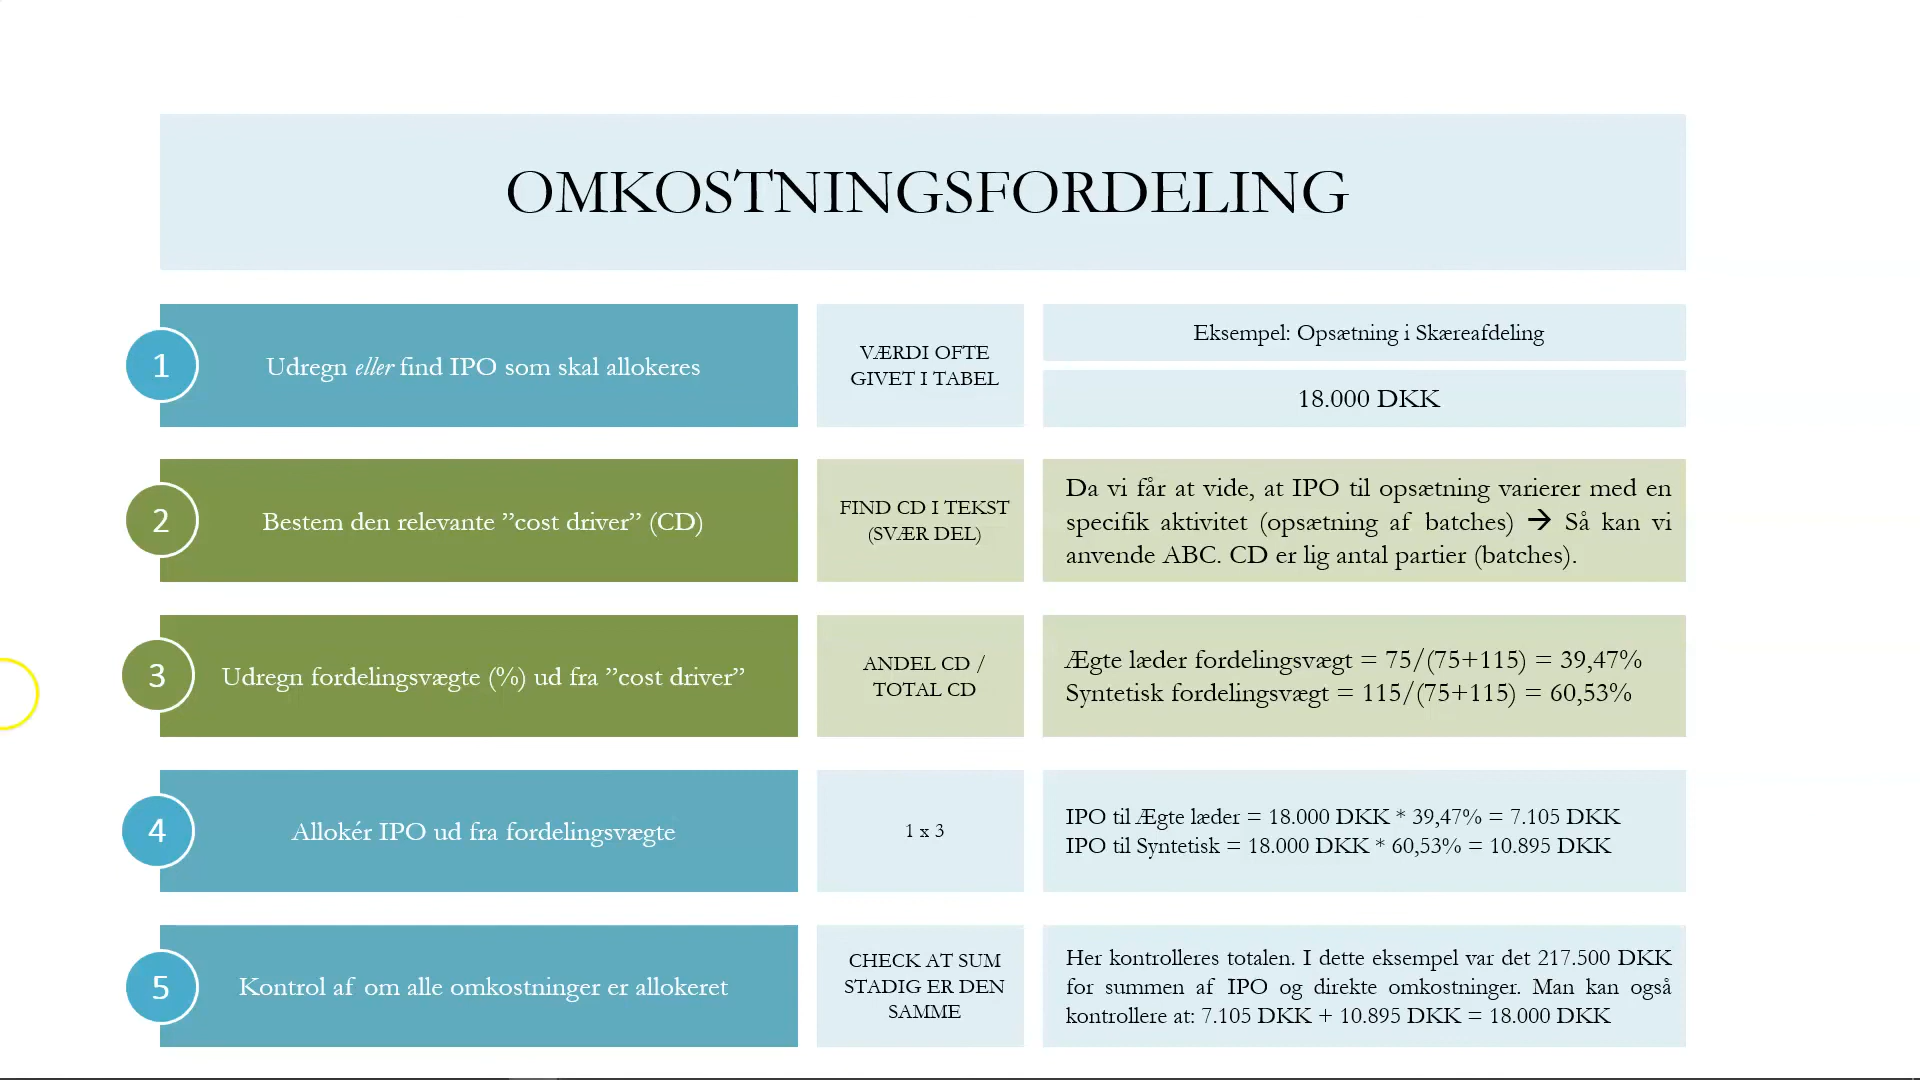 OMKOSTNINGSFORDELING
1
Udregn eller find IPO som skal allokeres
VÆRDI OFTE
GIVET I TABEL
Eksempel: Opsætning i Skæreafdeling
18.000 DKK
2
Bestem den relevante ”cost driver” (CD)
FIND CD I TEKST
(SVÆR DEL)
Da vi får at vide, at IPO til opsætning varierer med en
specifik aktivitet (opsætning af batches) → Så kan vi
anvende ABC. CD er lig antal partier (batches).
3
Udregn fordelingsvægte (%) ud fra ”cost driver”
ANDEL CD /
TOTAL CD
Ægte læder fordelingsvægt = 75/(75+115) = 39,47%
Syntetisk fordelingsvægt = 115/(75+115) = 60,53%
4
Allokér IPO ud fra fordelingsvægte
1 x 3
IPO til Ægte læder = 18.000 DKK * 39,47% = 7.105 DKK
IPO til Syntetisk = 18.000 DKK * 60,53% = 10.895 DKK
5
Kontrol af om alle omkostninger er allokeret
CHECK AT SUM
STADIG ER DEN
SAMME
Her kontrolleres totalen. I dette eksempel var det 217.500 DKK
for summen af IPO og direkte omkostninger. Man kan også
kontrollere at: 7.105 DKK + 10.895 DKK = 18.000 DKK